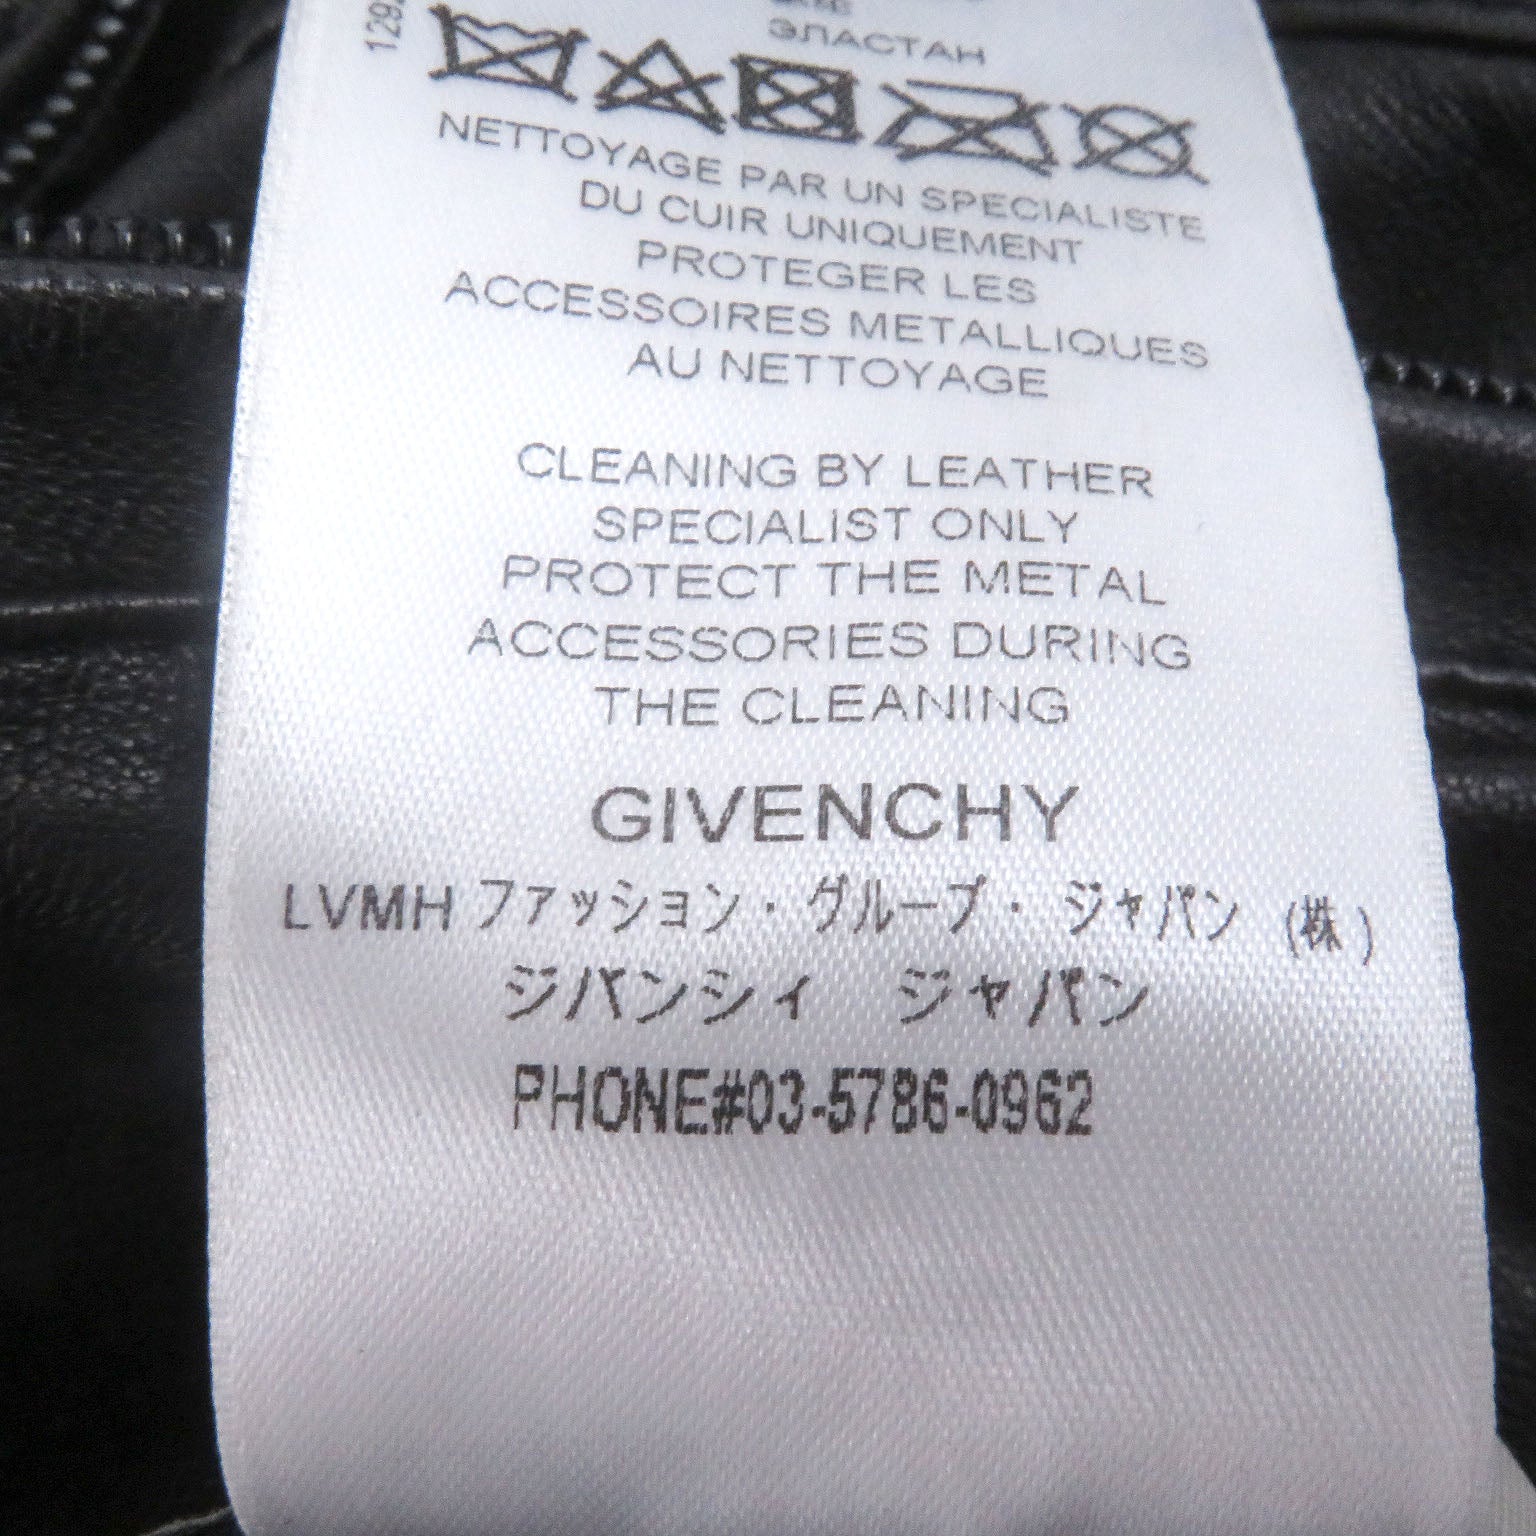 ЭЛАСТАН
NETTOYAGE PAR UN SPECIALISTE
DU CUIR UNIQUEMENT
PROTEGER LES
ACCESSOIRES METALLIQUES
AU NETTOYAGE
CLEANING BY LEATHER
SPECIALIST ONLY
PROTECT THE METAL
ACCESSORIES DURING
THE CLEANING
GIVENCHY
LVMH ファッション・グループ・ジャパン (株)
ジバンシィ ジャパン
PHONE#03-5786-0962